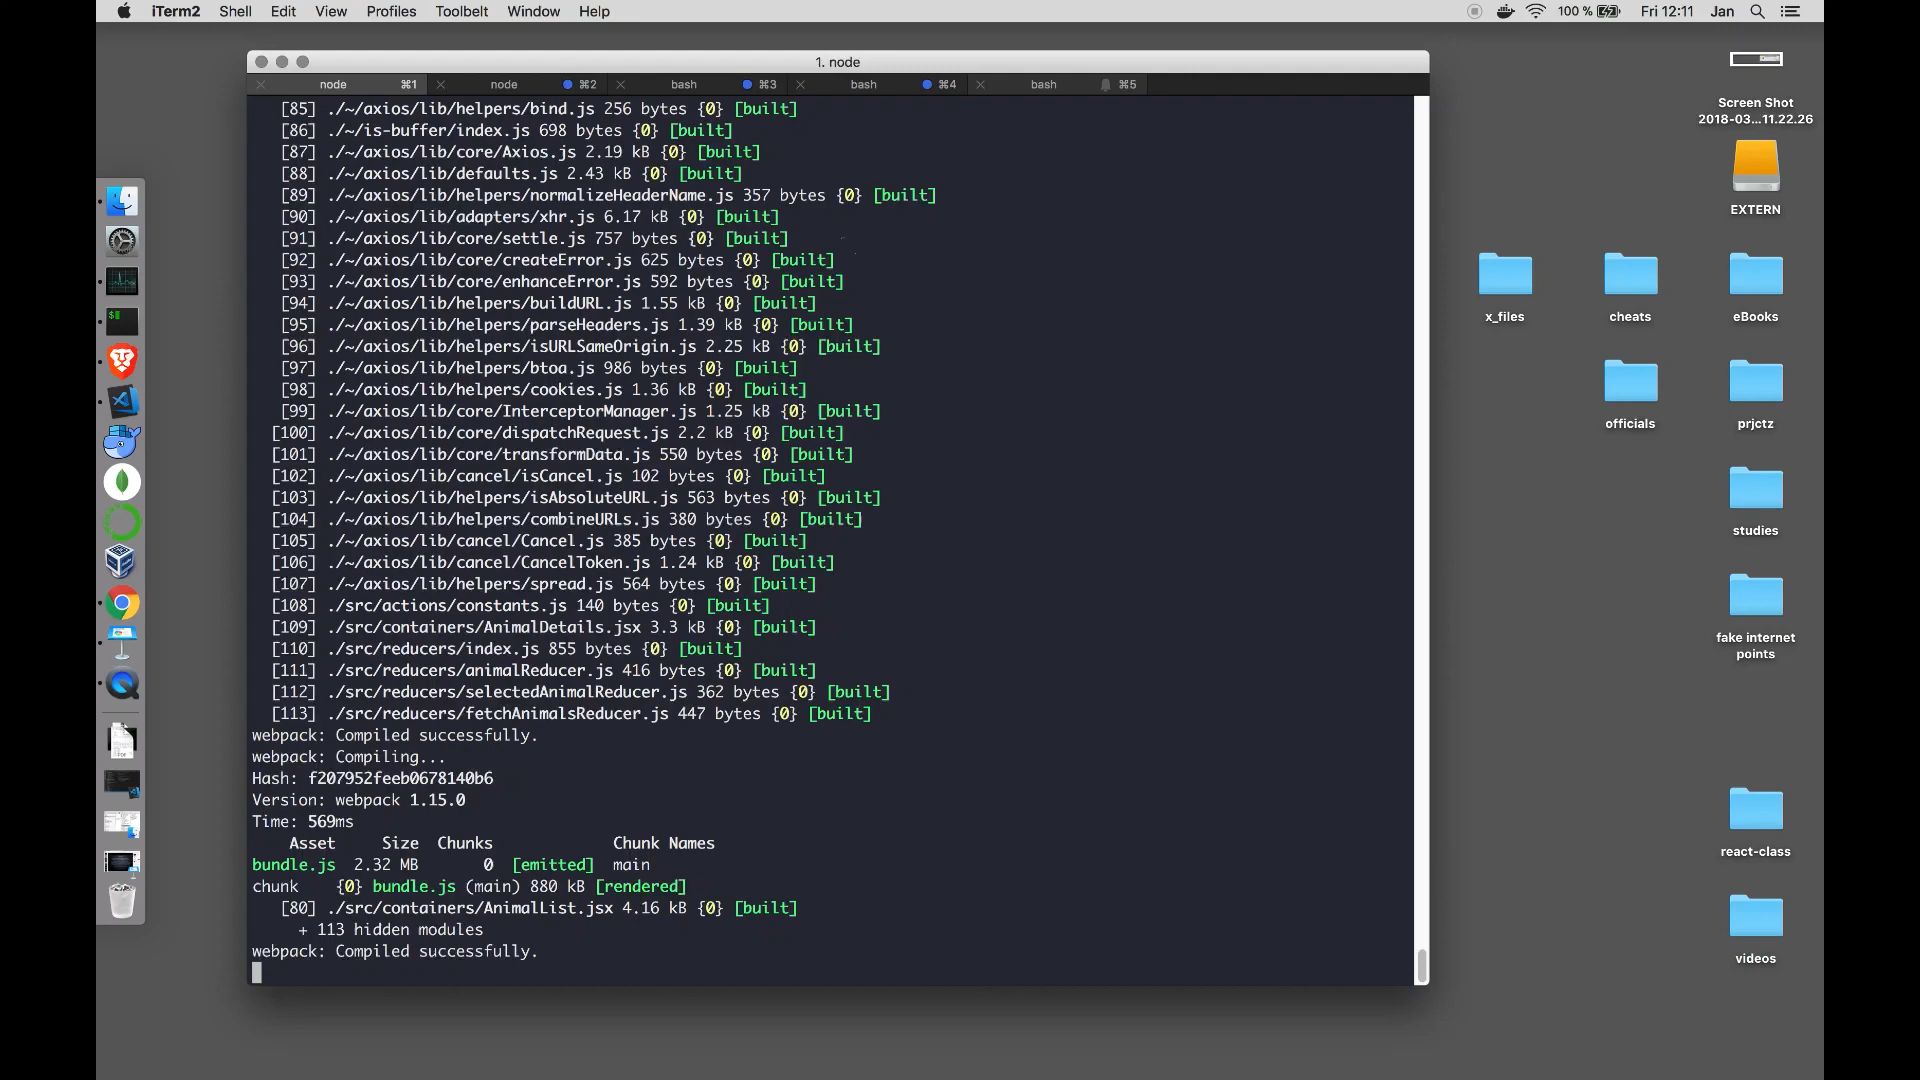 iTerm2 Shell Edit View Profiles Toolbelt Window Help 100 % Fri 12:11 Jan
1. node
node ⌘1 node ⌘2 bash ⌘3 bash ⌘4 bash ⌘5
[85] ./~/axios/lib/helpers/bind.js 256 bytes {0} [built]
[86] ./~/is-buffer/index.js 698 bytes {0} [built]
[87] ./~/axios/lib/core/Axios.js 2.19 kB {0} [built]
[88] ./~/axios/lib/defaults.js 2.43 kB {0} [built]
[89] ./~/axios/lib/helpers/normalizeHeaderName.js 357 bytes {0} [built]
[90] ./~/axios/lib/adapters/xhr.js 6.17 kB {0} [built]
[91] ./~/axios/lib/core/settle.js 757 bytes {0} [built]
[92] ./~/axios/lib/core/createError.js 625 bytes {0} [built]
[93] ./~/axios/lib/core/enhanceError.js 592 bytes {0} [built]
[94] ./~/axios/lib/helpers/buildURL.js 1.55 kB {0} [built]
[95] ./~/axios/lib/helpers/parseHeaders.js 1.39 kB {0} [built]
[96] ./~/axios/lib/helpers/isURLSameOrigin.js 2.25 kB {0} [built]
[97] ./~/axios/lib/helpers/btoa.js 986 bytes {0} [built]
[98] ./~/axios/lib/helpers/cookies.js 1.36 kB {0} [built]
[99] ./~/axios/lib/core/InterceptorManager.js 1.25 kB {0} [built]
[100] ./~/axios/lib/core/dispatchRequest.js 2.2 kB {0} [built]
[101] ./~/axios/lib/core/transformData.js 550 bytes {0} [built]
[102] ./~/axios/lib/cancel/isCancel.js 102 bytes {0} [built]
[103] ./~/axios/lib/helpers/isAbsoluteURL.js 563 bytes {0} [built]
[104] ./~/axios/lib/helpers/combineURLs.js 380 bytes {0} [built]
[105] ./~/axios/lib/cancel/Cancel.js 385 bytes {0} [built]
[106] ./~/axios/lib/cancel/CancelToken.js 1.24 kB {0} [built]
[107] ./~/axios/lib/helpers/spread.js 564 bytes {0} [built]
[108] ./src/actions/constants.js 140 bytes {0} [built]
[109] ./src/containers/AnimalDetails.jsx 3.3 kB {0} [built]
[110] ./src/reducers/index.js 855 bytes {0} [built]
[111] ./src/reducers/animalReducer.js 416 bytes {0} [built]
[112] ./src/reducers/selectedAnimalReducer.js 362 bytes {0} [built]
[113] ./src/reducers/fetchAnimalsReducer.js 447 bytes {0} [built]
webpack: Compiled successfully.
webpack: Compiling...
Hash: f207952feeb0678140b6
Version: webpack 1.15.0
Time: 569ms
Asset Size Chunks Chunk Names
bundle.js 2.32 MB 0 [emitted] main
chunk {0} bundle.js (main) 880 kB [rendered]
[80] ./src/containers/AnimalList.jsx 4.16 kB {0} [built]
+ 113 hidden modules
webpack: Compiled successfully.
Screen Shot
2018-03...11.22.26
EXTERN
x_files
cheats
eBooks
officials
prjctz
studies
fake internet
points
react-class
videos